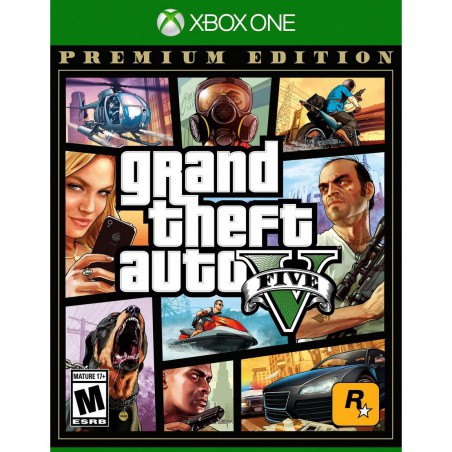 XBOX ONE
PREMIUM EDITION
grand
theft
auto
V
FIVE
MATURE 17+
M
ESRB
R